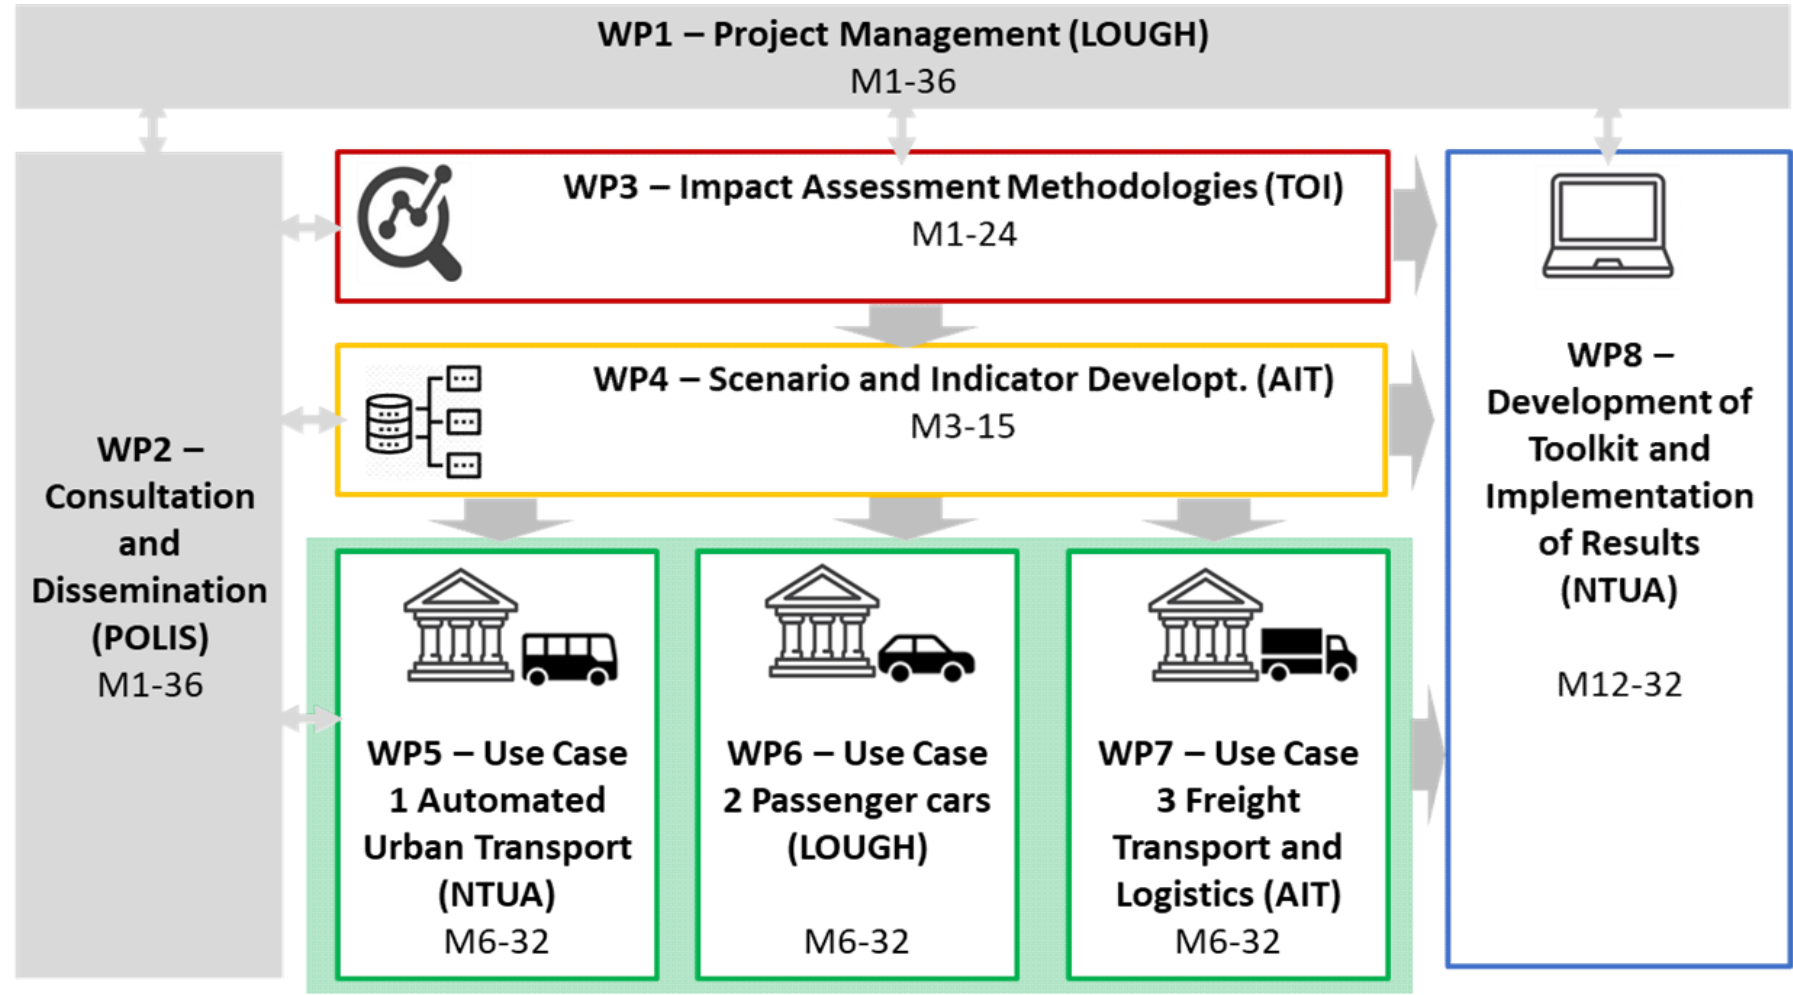 WP1 – Project Management (LOUGH)
M1-36
WP3 – Impact Assessment Methodologies (TOI)
M1-24
WP4 – Scenario and Indicator Developt. (AIT)
M3-15
WP2 –
Consultation
and
Dissemination
(POLIS)
M1-36
WP5 – Use Case
1 Automated
Urban Transport
(NTUA)
M6-32
WP6 – Use Case
2 Passenger cars
(LOUGH)
M6-32
WP7 – Use Case
3 Freight
Transport and
Logistics (AIT)
M6-32
WP8 –
Development of
Toolkit and
Implementation
of Results
(NTUA)
M12-32